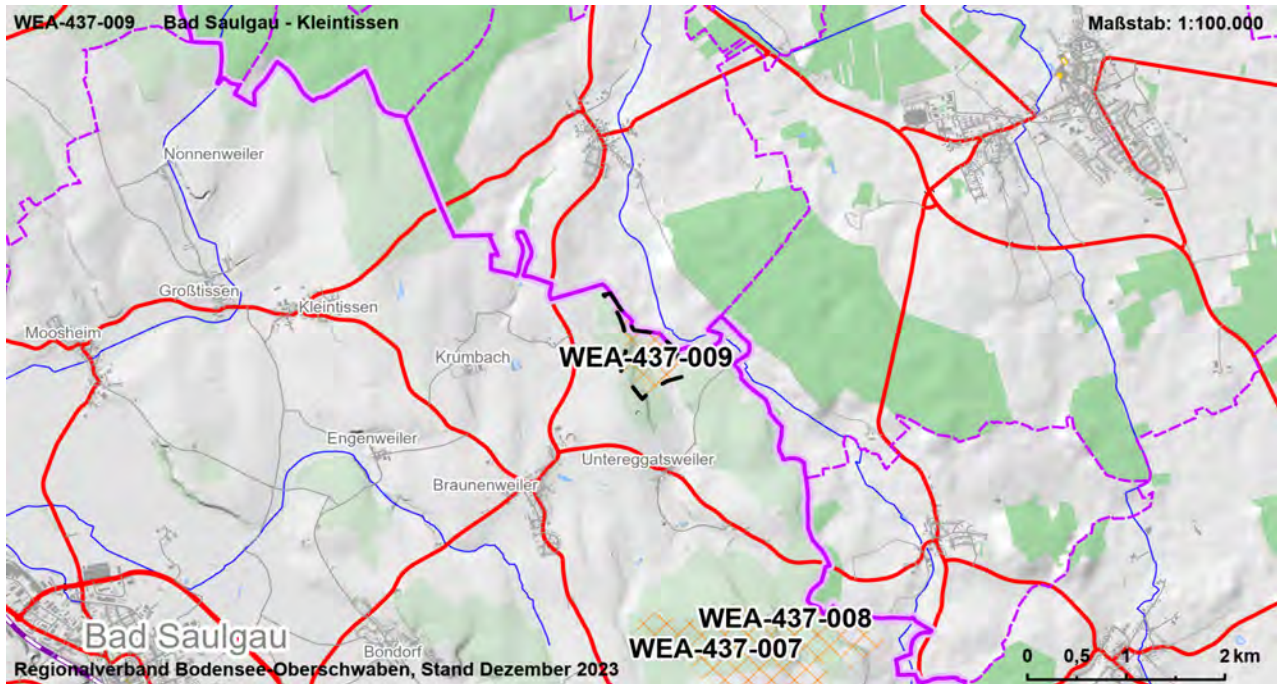 WEA-437-009 Bad Saulgau - Kleintissen
Maßstab: 1:100.000
Nonnenweiler
Großtissen
Kleintissen
Moosheim
Krumbach
WEA-437-009
Engenweiler
Untereggatsweiler
Braunenweiler
WEA-437-008
WEA-437-007
Bad Saulgau
Bondorf
Regionalverband Bodensee-Oberschwaben, Stand Dezember 2023
0 0,5 1 2 km